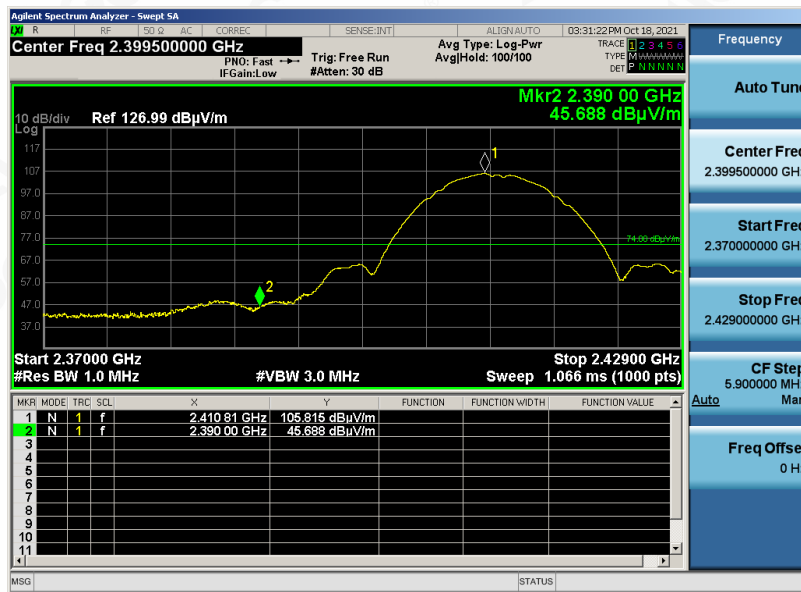 Agilent Spectrum Analyzer - Swept SA
LXI R RF 50 Ω AC CORREC SENSE:INT ALIGN AUTO 03:31:22 PM Oct 18, 2021
Center Freq 2.399500000 GHz
PNO: Fast
IFGain:Low
Trig: Free Run
#Atten: 30 dB
Avg Type: Log-Pwr
Avg|Hold: 100/100
TRACE 1 2 3 4 5 6
TYPE M
DET P N N N N N
Mkr2 2.390 00 GHz
45.688 dBµV/m
10 dB/div Ref 126.99 dBµV/m
Log
117
107
97.0
87.0
77.0
67.0
57.0
47.0
37.0
1
2
74.00 dBµV/m
Start 2.37000 GHz Stop 2.42900 GHz
#Res BW 1.0 MHz #VBW 3.0 MHz Sweep 1.066 ms (1000 pts)
MKR MODE TRC SCL X Y FUNCTION FUNCTION WIDTH FUNCTION VALUE
1 N 1 f 2.410 81 GHz 105.815 dBµV/m
2 N 1 f 2.390 00 GHz 45.688 dBµV/m
3
4
5
6
7
8
9
10
11
MSG STATUS
Frequency
Auto Tune
Center Freq
2.399500000 GHz
Start Freq
2.370000000 GHz
Stop Freq
2.429000000 GHz
CF Step
5.900000 MHz
Auto Man
Freq Offset
0 Hz